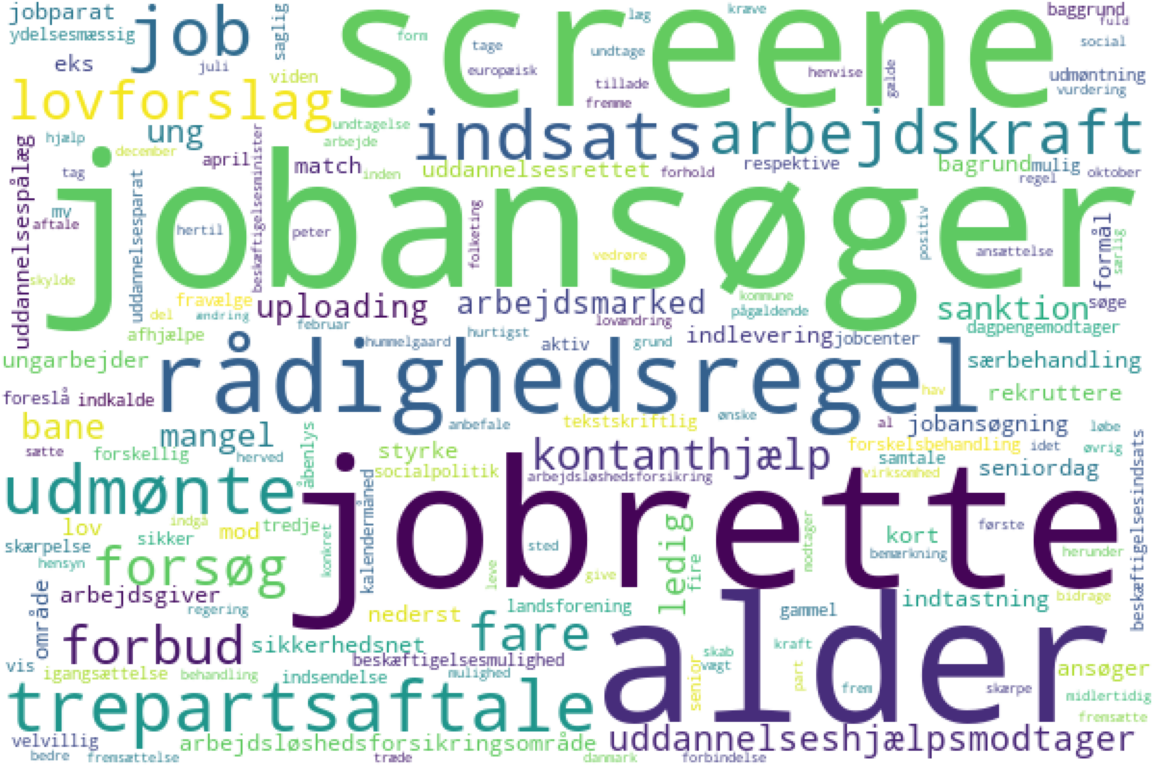 jobparat
ydelsesmæssig
job
saglig
screene
form
tage
læg
kræve
undtage
baggrund
fuld
social
eks
juli
viden
europæisk
tillade
henvise
gælde
udmøntning
vurdering
lovforslag
fremme
hjælp
ung
undtagelse
arbejde
indsats
arbejdskraft
uddannelsespålæg
december
april
beskæftigelsesminister
match
inden
uddannelsesrettet
forhold
respektive
bagrund
mulig
regel
oktober
tag
my
aftale
uddannelsesparat
hertil
peter
jobansøger
folketing
vedrøre
positiv
ansættelse
formål
særlig
skylde
fravælge
del
ændring
uploading
arbejdsmarked
kommune
pågældende
sanktion
søge
afhjælpe
februar
hurtigst
lovændring
dagpengemodtager
ungarbejder
hummelgaard
aktiv
grund
indlevering
jobcenter
særbehandling
foreslå
indkalde
rådighedsregel
hav
rekruttere
bane
mangel
anbefale
tekstskriftlig
ønske
al
jobansøgning
løbe
sætte
forskellig
herved
åbenlys
styrke
socialpolitik
kontanthjælp
forskelsbehandling
idet
øvrig
samtale
seniordag
virksomhed
arbejdsløshedsforsikring
udmønte
kalendermåned
jobrette
beskæftigelsesindsats
lov
indgå
mod
tredje
konkret
skærpelse
sikker
hensyn
forsøg
sted
leve
give
ledig
fire
modtager
kort
bemærkning
første
herunder
område
arbejdsgiver
regering
nederst
landsforening
gammel
indtastning
bidrage
forbud
sikkerhedsnet
fare
alder
kraft
skab
vægt
vis
igangsættelse
behandling
indsendelse
beskæftigelsesmulighed
mulighed
senior
part
frem
skærpe
ansøger
midlertidig
fremsætte
trepartsaftale
velvillig
bedre
fremsættelse
arbejdsløshedsforsikringsområde
træde
danmark
uddannelseshjælpsmodtager
forbindelse